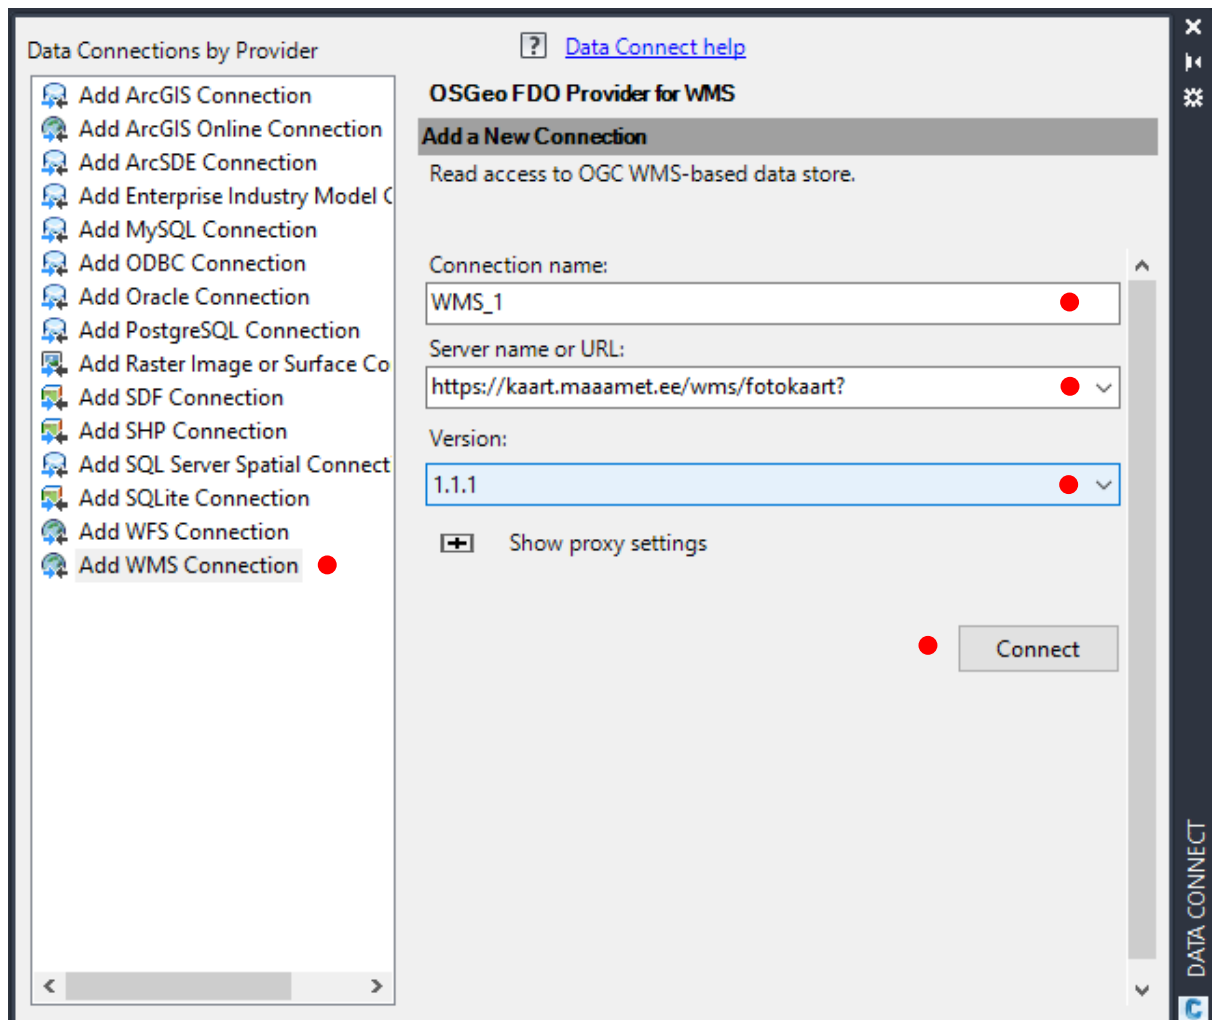 Data Connections by Provider
Add ArcGIS Connection
Add ArcGIS Online Connection
Add ArcSDE Connection
Add Enterprise Industry Model
Add MySQL Connection
Add ODBC Connection
Add Oracle Connection
Add PostgreSQL Connection
Add Raster Image or Surface Co
Add SDF Connection
Add SHP Connection
Add SQL Server Spatial Connect
Add SQLite Connection
Add WFS Connection
Add WMS Connection
? Data Connect help
OSGeo FDO Provider for WMS
Add a New Connection
Read access to OGC WMS-based data store.
Connection name:
WMS_1
Server name or URL:
https://kaart.maaamet.ee/wms/fotokaart?
Version:
1.1.1
Show proxy settings
Connect
DATA CONNECT
C